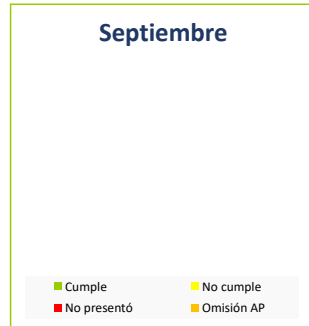 Septiembre
Cumple
No cumple
No presentó
Omisión AP